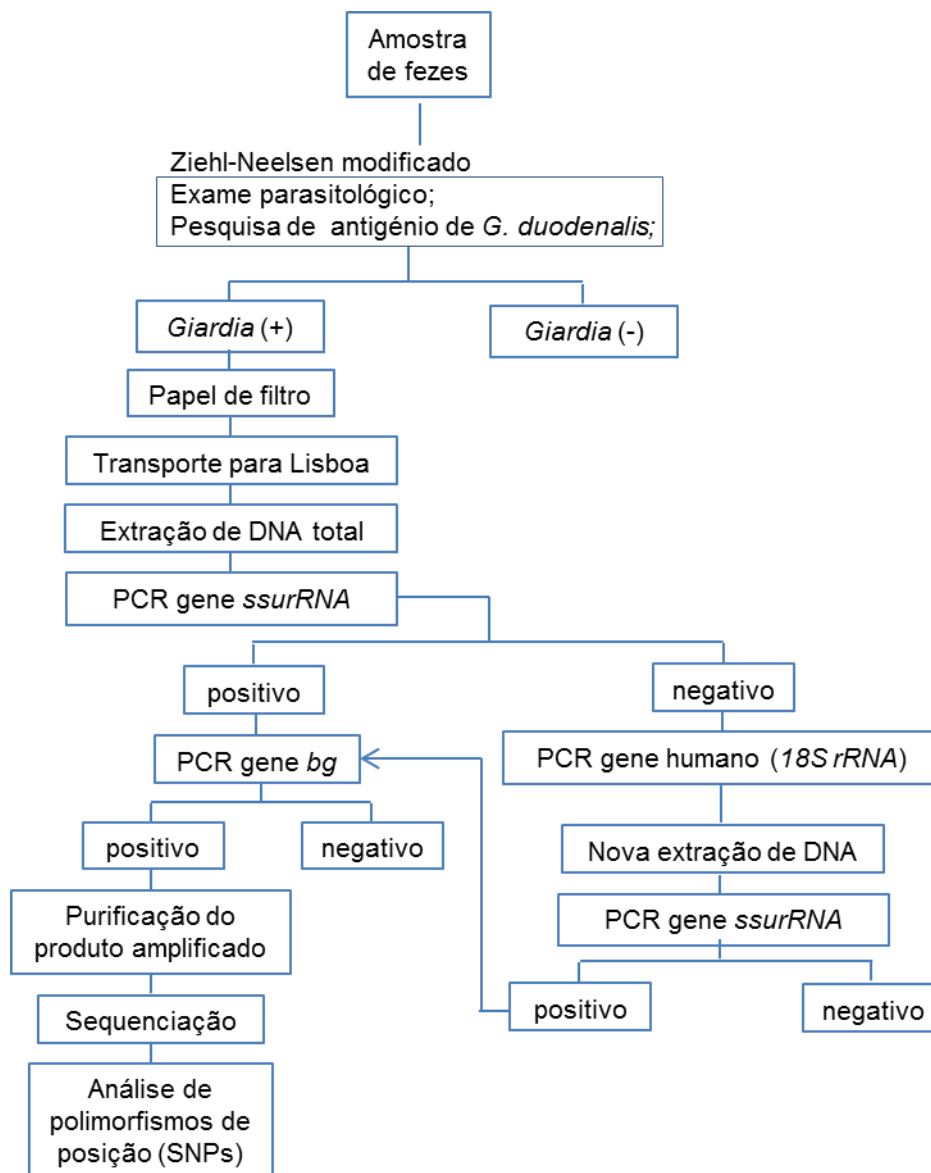 Amostra
de fezes
Ziehl-Neelsen modificado
Exame parasitológico;
Pesquisa de antigénio de G. duodenalis;
Giardia (+)
Giardia (-)
Papel de filtro
Transporte para Lisboa
Extração de DNA total
PCR gene ssurRNA
positivo
negativo
PCR gene bg
PCR gene humano (18S rRNA)
positivo
negativo
Nova extração de DNA
Purificação do
produto amplificado
PCR gene ssurRNA
Sequenciação
positivo
negativo
Análise de
polimorfismos de
posição (SNPs)